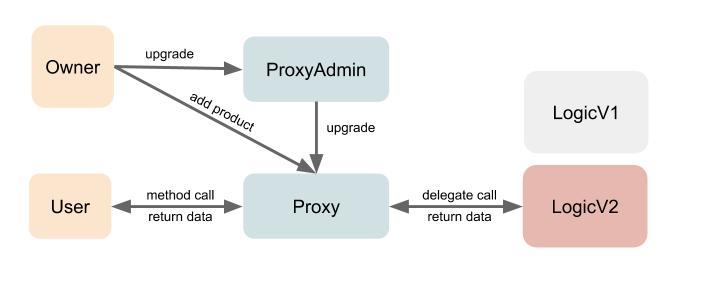 Owner
upgrade
ProxyAdmin
add product
upgrade
LogicV1
User
method call
return data
Proxy
delegate call
return data
LogicV2